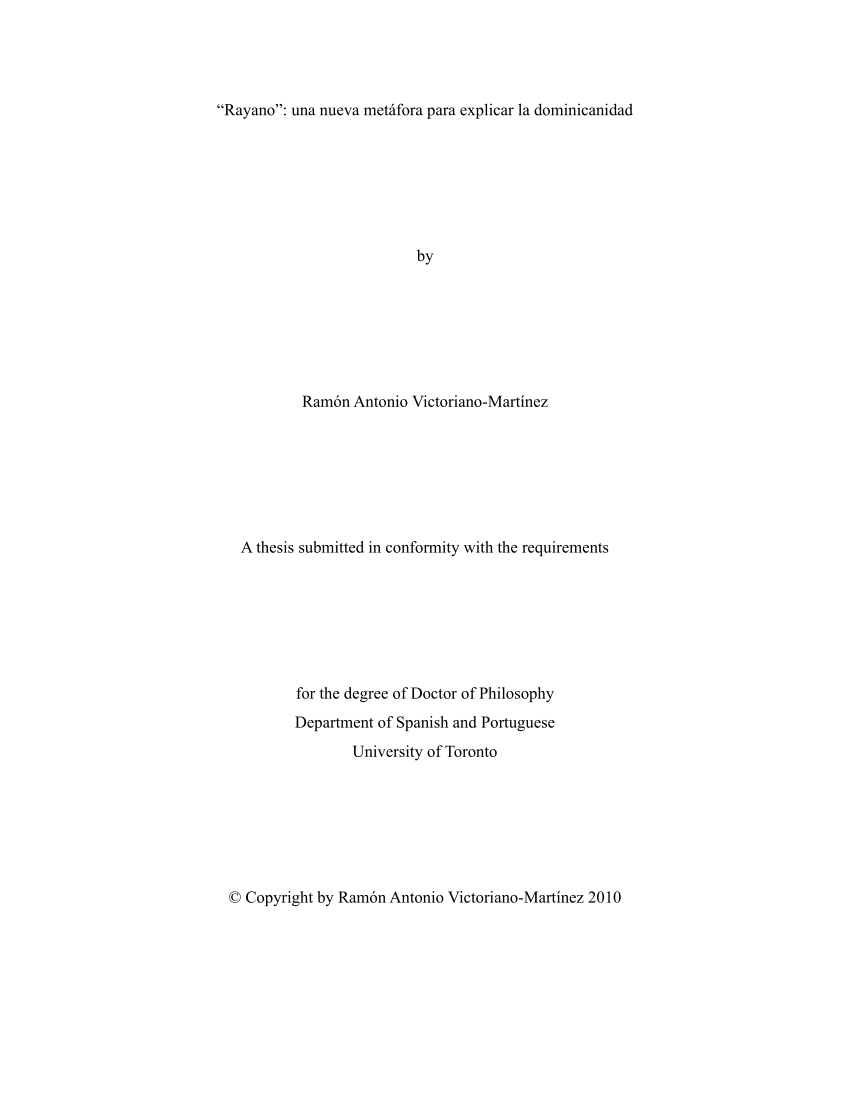 “Rayano”: una nueva metáfora para explicar la dominicanidad
by
Ramón Antonio Victoriano-Martínez
A thesis submitted in conformity with the requirements
for the degree of Doctor of Philosophy
Department of Spanish and Portuguese
University of Toronto
© Copyright by Ramón Antonio Victoriano-Martínez 2010